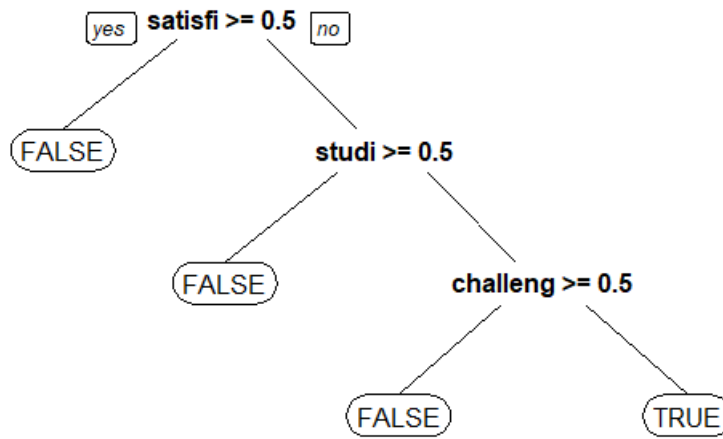 yes satisfi >= 0.5 no
FALSE
studi >= 0.5
FALSE
challeng >= 0.5
FALSE TRUE